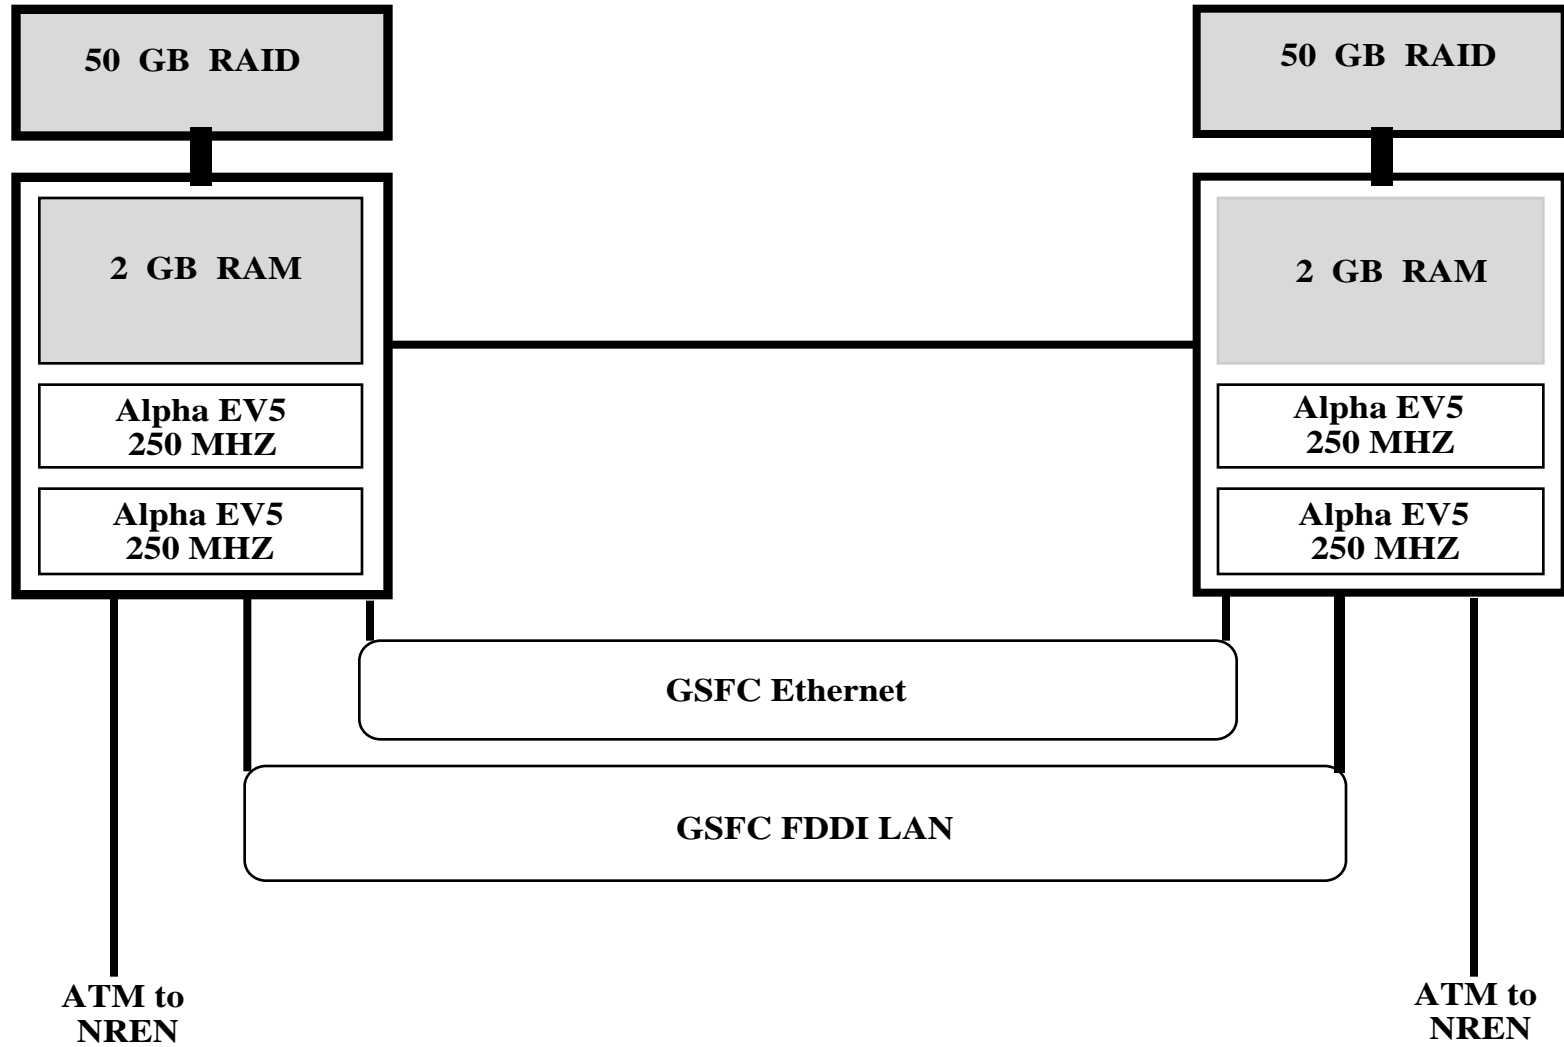 50 GB RAID
50 GB RAID
2 GB RAM
2 GB RAM
Alpha EV5
250 MHZ
Alpha EV5
250 MHZ
Alpha EV5
250 MHZ
Alpha EV5
250 MHZ
GSFC Ethernet
GSFC FDDI LAN
ATM to
NREN
ATM to
NREN